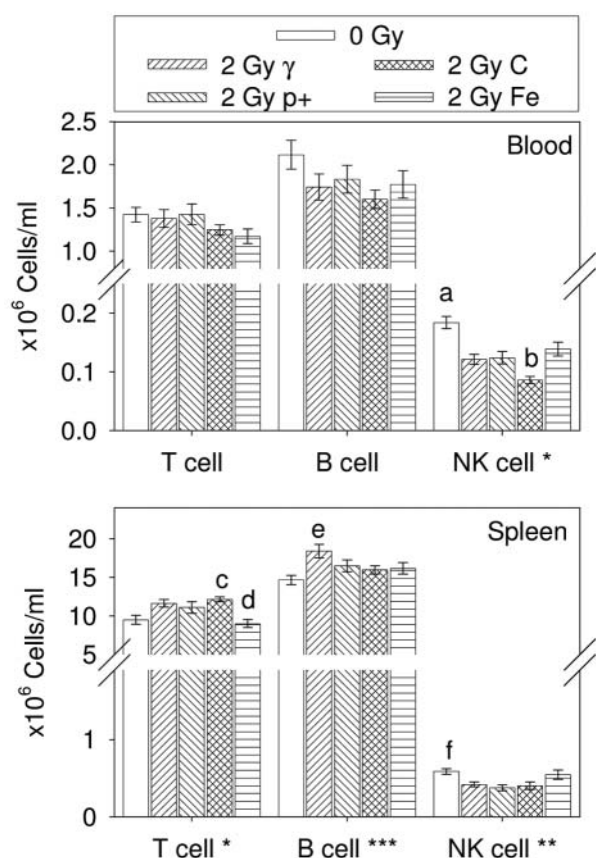 0 Gy
2 Gy γ 2 Gy C
2 Gy p+ 2 Gy Fe
2.5
Blood
2.0
1.5
1.0
x10⁶ Cells/ml
a
0.2
b
0.1
0.0
T cell B cell NK cell *
Spleen
20
e
15
c
d
10
5
x10⁶ Cells/ml
1
f
0
T cell * B cell *** NK cell **